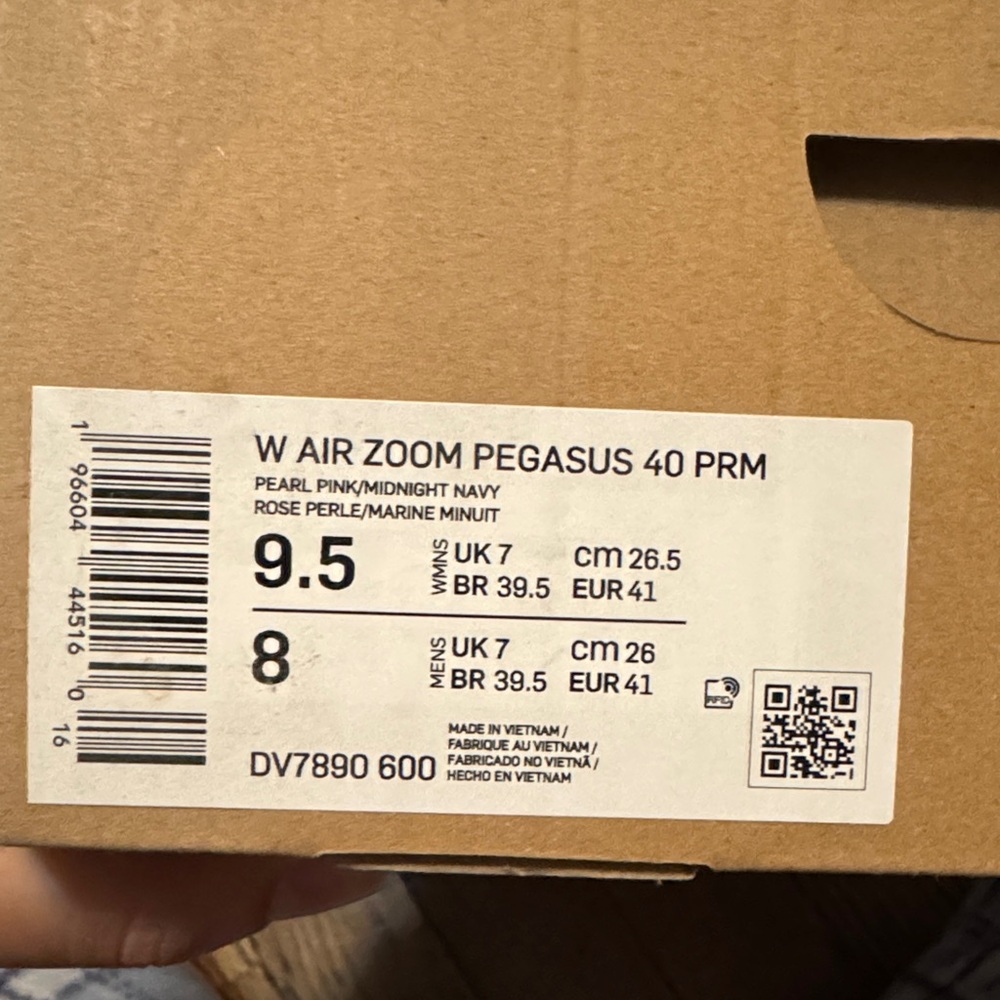 W AIR ZOOM PEGASUS 40 PRM
PEARL PINK/MIDNIGHT NAVY
ROSE PERLE/MARINE MINUIT
9.5 WMNS UK 7 cm 26.5
BR 39.5 EUR 41
8 MENS UK 7 cm 26
BR 39.5 EUR 41
DV7890 600
MADE IN VIETNAM /
FABRIQUE AU VIETNAM /
FABRICADO NO VIETNÃ /
HECHO EN VIETNAM
RFID
1 96604 44516 0 16